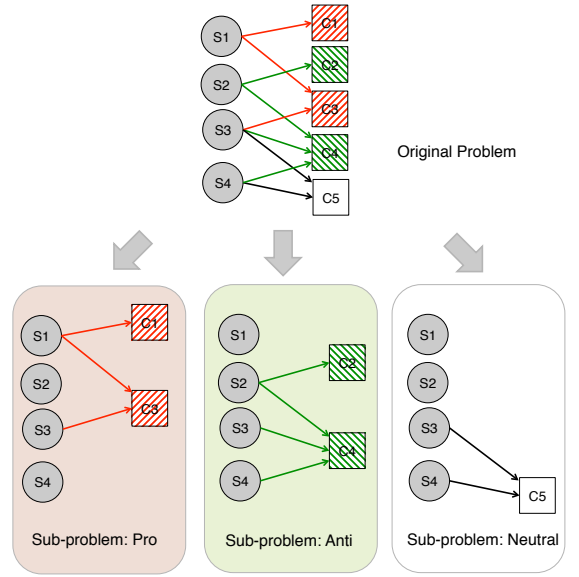 S1
C1
S2
C2
S3
C3
C4
S4
C5
Original Problem
S1
C1
S2
S3
C3
S4
Sub-problem: Pro
S1
S2
C2
S3
C4
S4
Sub-problem: Anti
S1
S2
S3
S4
C5
Sub-problem: Neutral